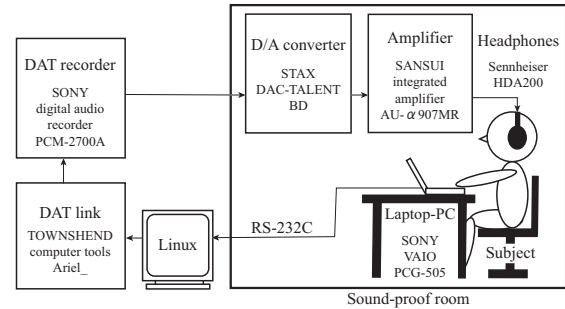 DAT recorder
SONY
digital audio
recorder
PCM-2700A
D/A converter
STAX
DAC-TALENT
BD
Amplifier
SANSUI
integrated
amplifier
AU-α907MR
Headphones
Sennheiser
HDA200
DAT link
TOWNSHEND
computer tools
Ariel_
Linux
RS-232C
Laptop-PC
SONY
VAIO
PCG-505
Subject
Sound-proof room